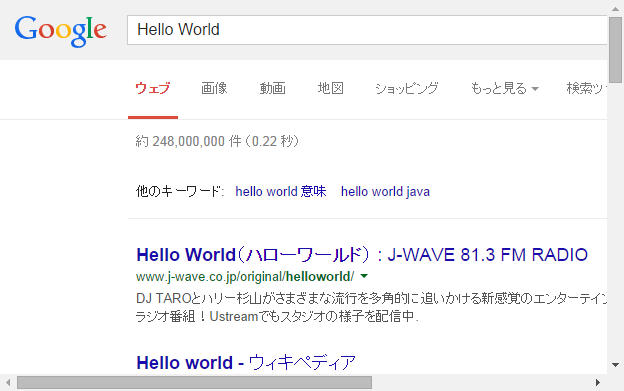 Google
Hello World
ウェブ 画像 動画 地図 ショッピング もっと見る 検索ツ
約 248,000,000 件 (0.22 秒)
他のキーワード: hello world 意味 hello world java
Hello World(ハローワールド) : J-WAVE 81.3 FM RADIO
www.j-wave.co.jp/original/helloworld/
DJ TAROとハリー杉山がさまざまな流行を多角的に追いかける新感覚のエンターテイン
ラジオ番組!Ustreamでもスタジオの様子を配信中.
Hello world - ウィキペディア